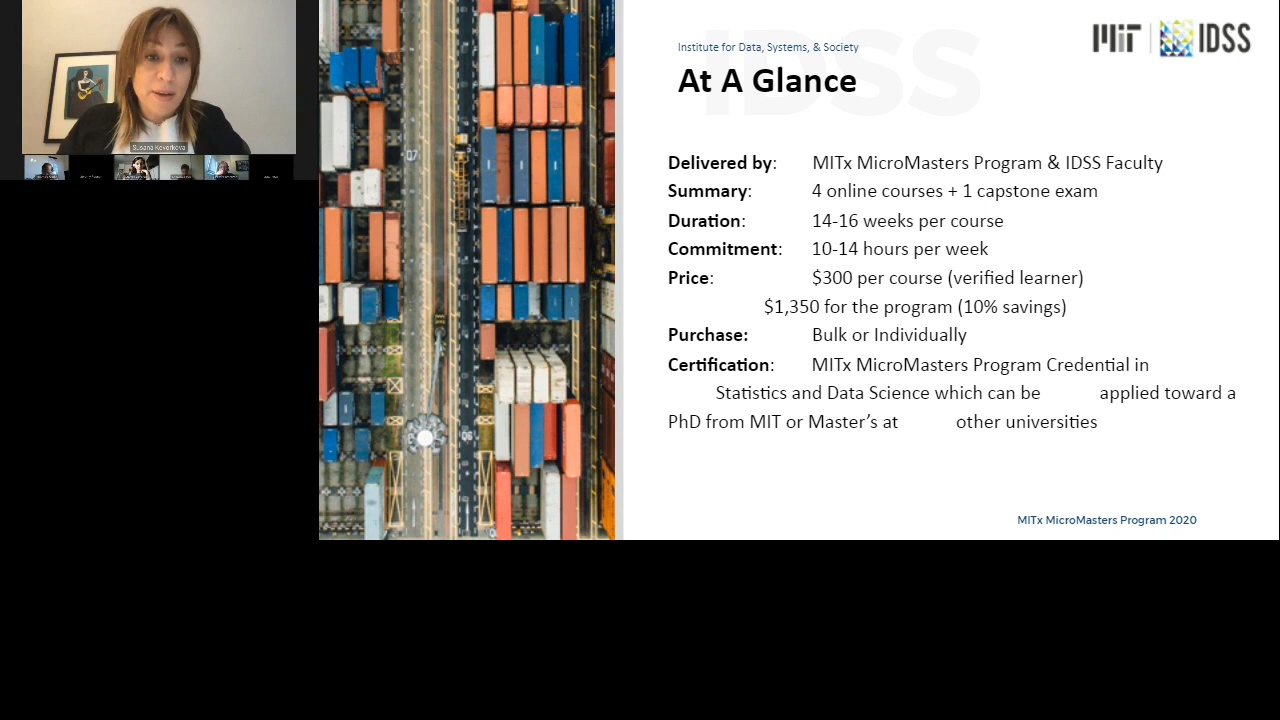 Susana Kevorkova
Institute for Data, Systems, & Society
At A Glance
IDSS
MIT IDSS
Delivered by: MITx MicroMasters Program & IDSS Faculty
Summary: 4 online courses + 1 capstone exam
Duration: 14-16 weeks per course
Commitment: 10-14 hours per week
Price: $300 per course (verified learner)
$1,350 for the program (10% savings)
Purchase: Bulk or Individually
Certification: MITx MicroMasters Program Credential in
Statistics and Data Science which can be applied toward a
PhD from MIT or Master’s at other universities
MITx MicroMasters Program 2020
07
06